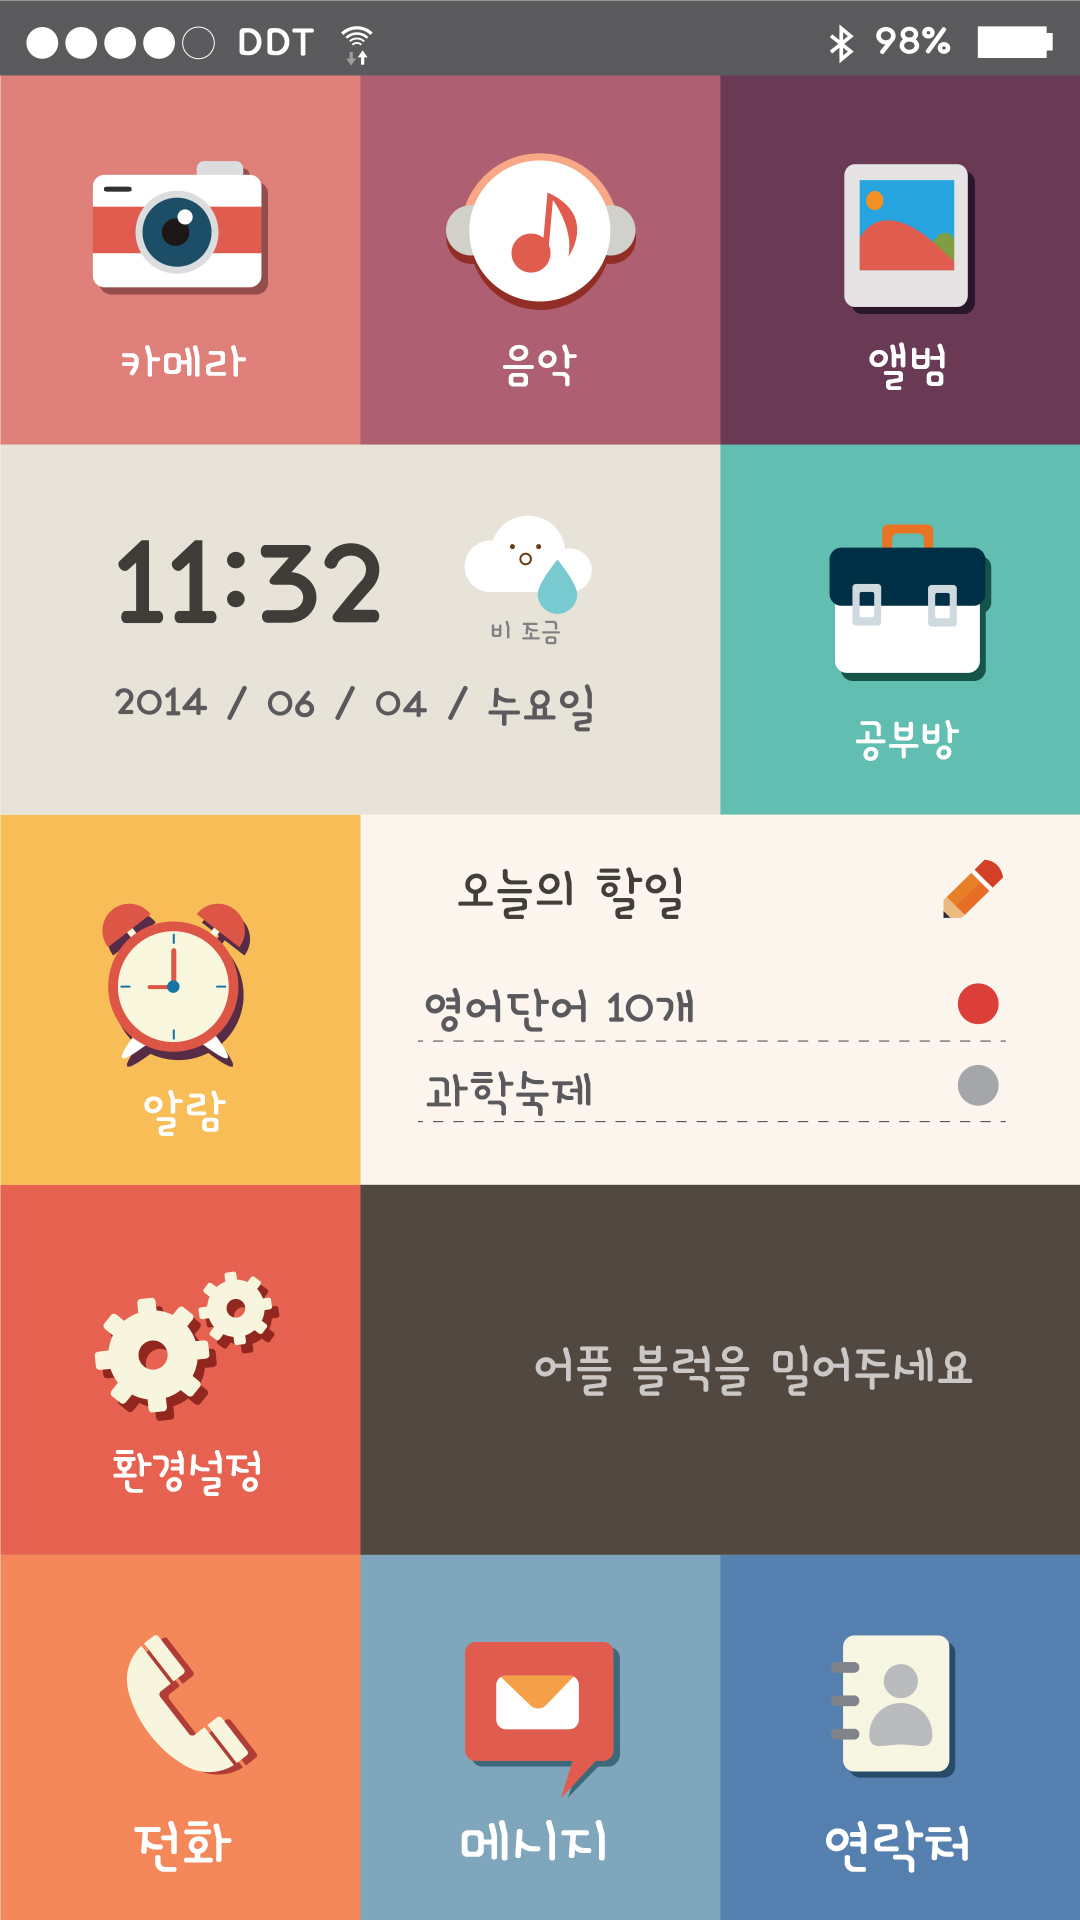 DDT 98%
카메라 음악 앨범
11:32
비 조금
2014 / 06 / 04 / 수요일
공부방
오늘의 할일
영어단어 10개
과학숙제
알람
어플 블럭을 밀어주세요
환경설정
전화 메시지 연락처